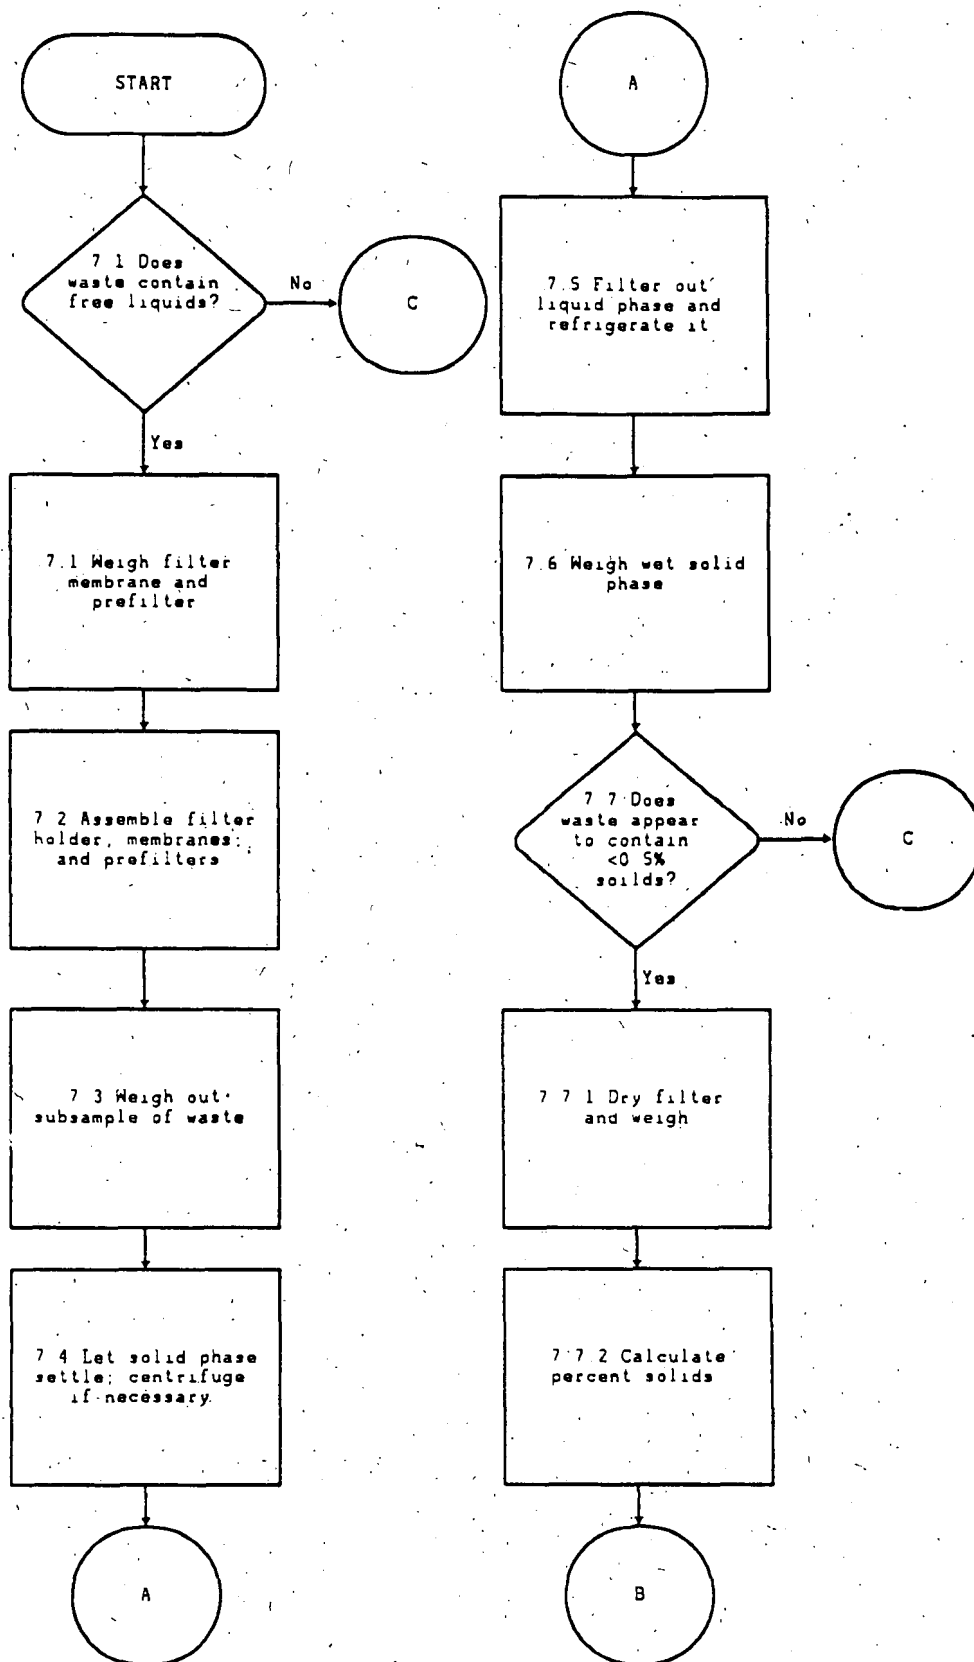 START
7 1 Does
waste contain
free liquids?
No
C
Yes
7.1 Weigh filter
membrane and
prefilter
7 2 Assemble filter
holder, membranes,
and prefilters
7 3 Weigh out
subsample of waste
7 4 Let solid phase
settle; centrifuge
if necessary.
A
A
7.5 Filter out
liquid phase and
refrigerate it
7.6 Weigh wet solid
phase
7 7 Does
waste appear
to contain
<0 5%
soilds?
No
C
Yes
7 7 1 Dry filter
and weigh
7 7.2 Calculate
percent solids
B